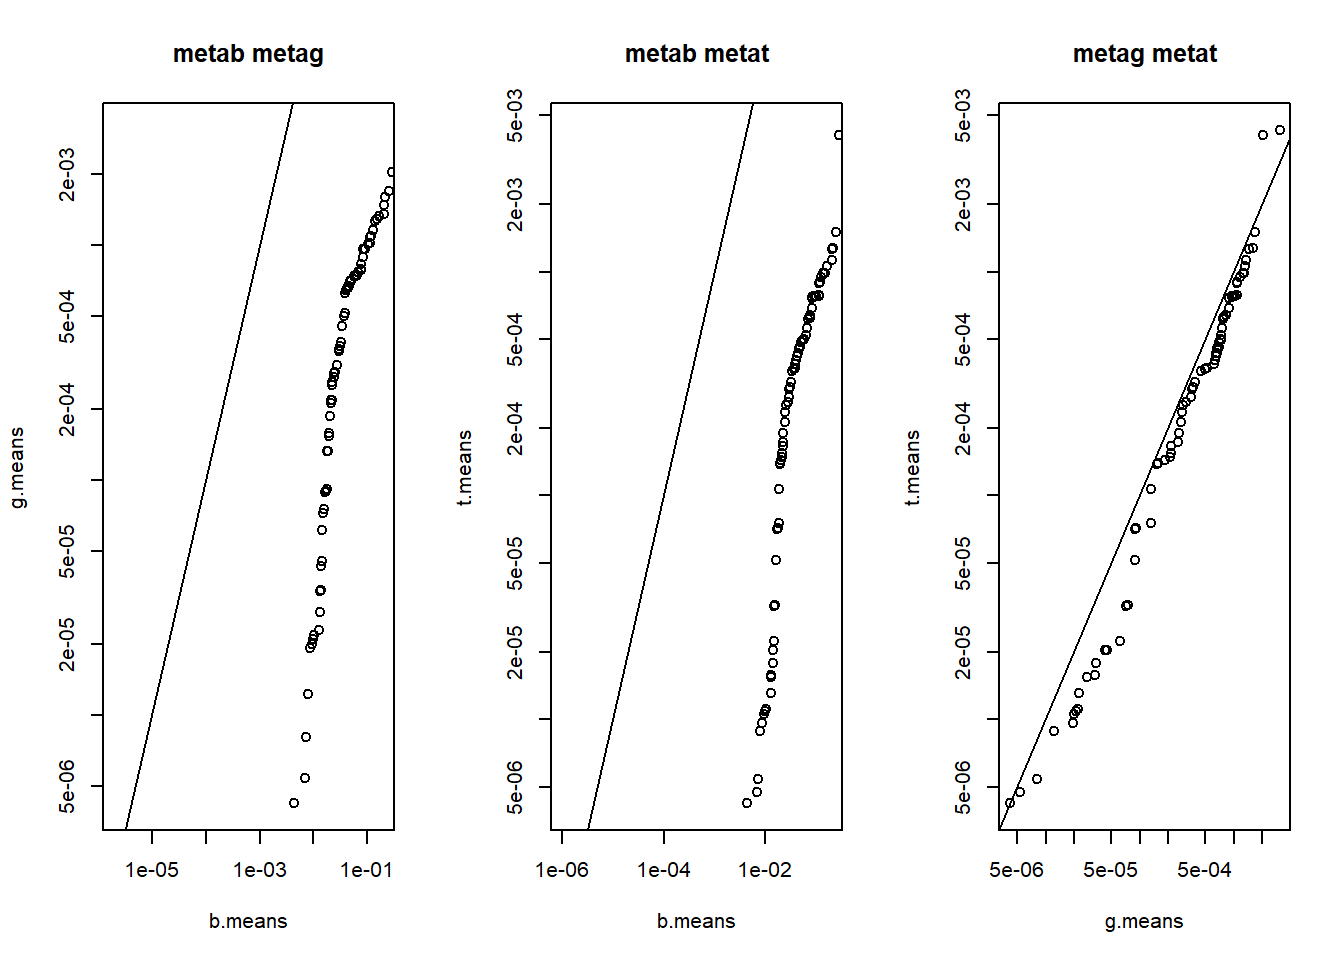 metab metag
g.means
2e-03
5e-04
2e-04
5e-05
2e-05
5e-06
1e-05 1e-03 1e-01
b.means
metab metat
t.means
5e-03
2e-03
5e-04
2e-04
5e-05
2e-05
5e-06
1e-06 1e-04 1e-02
b.means
metag metat
t.means
5e-03
2e-03
5e-04
2e-04
5e-05
2e-05
5e-06
5e-06 5e-05 5e-04
g.means